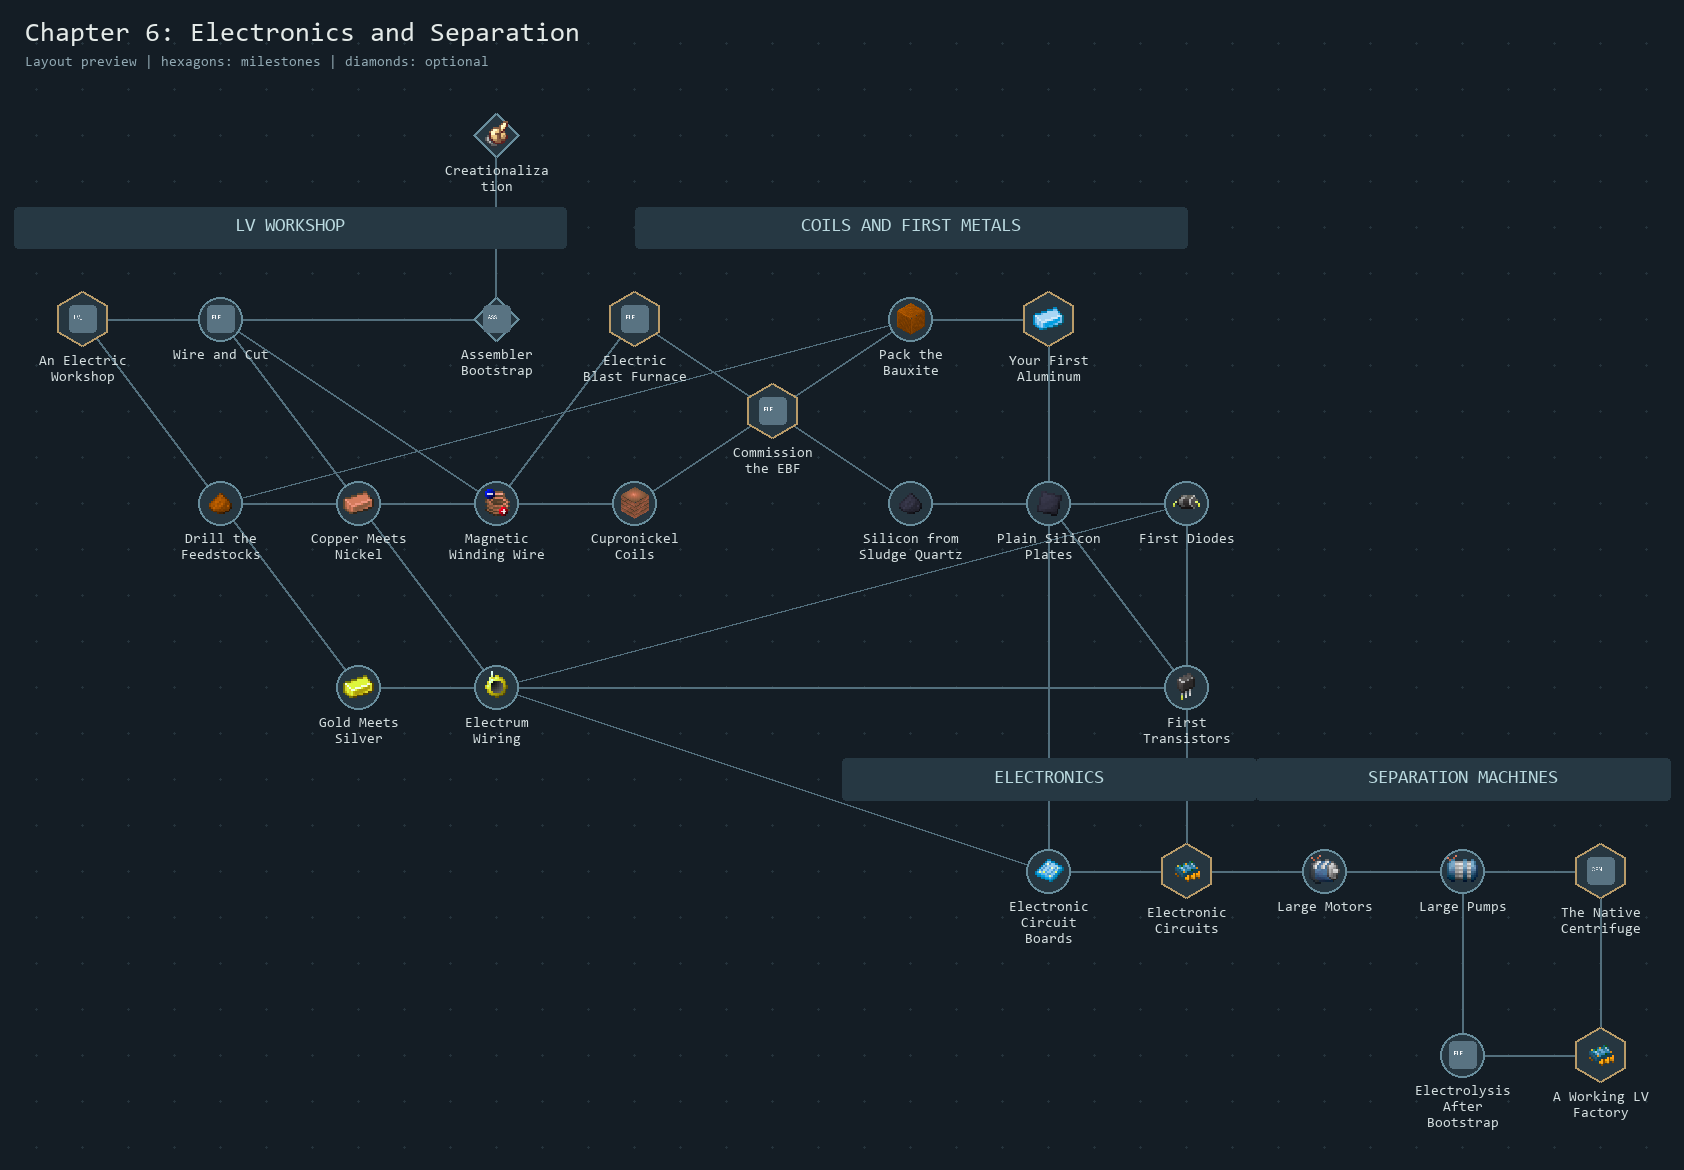 Chapter 6: Electronics and Separation
Layout preview | hexagons: milestones | diamonds: optional
Creationaliza
tion
LV WORKSHOP
COILS AND FIRST METALS
An Electric
Workshop
Wire and Cut
Assembler
Bootstrap
Electric
Blast Furnace
Pack the
Bauxite
Your First
Aluminum
Commission
the EBF
Drill the
Feedstocks
Copper Meets
Nickel
Magnetic
Winding Wire
Cupronickel
Coils
Silicon from
Sludge Quartz
Plain Silicon
Plates
First Diodes
Gold Meets
Silver
Electrum
Wiring
First
Transistors
ELECTRONICS
SEPARATION MACHINES
Electronic
Circuit
Boards
Electronic
Circuits
Large Motors
Large Pumps
The Native
Centrifuge
Electrolysis
After
Bootstrap
A Working LV
Factory